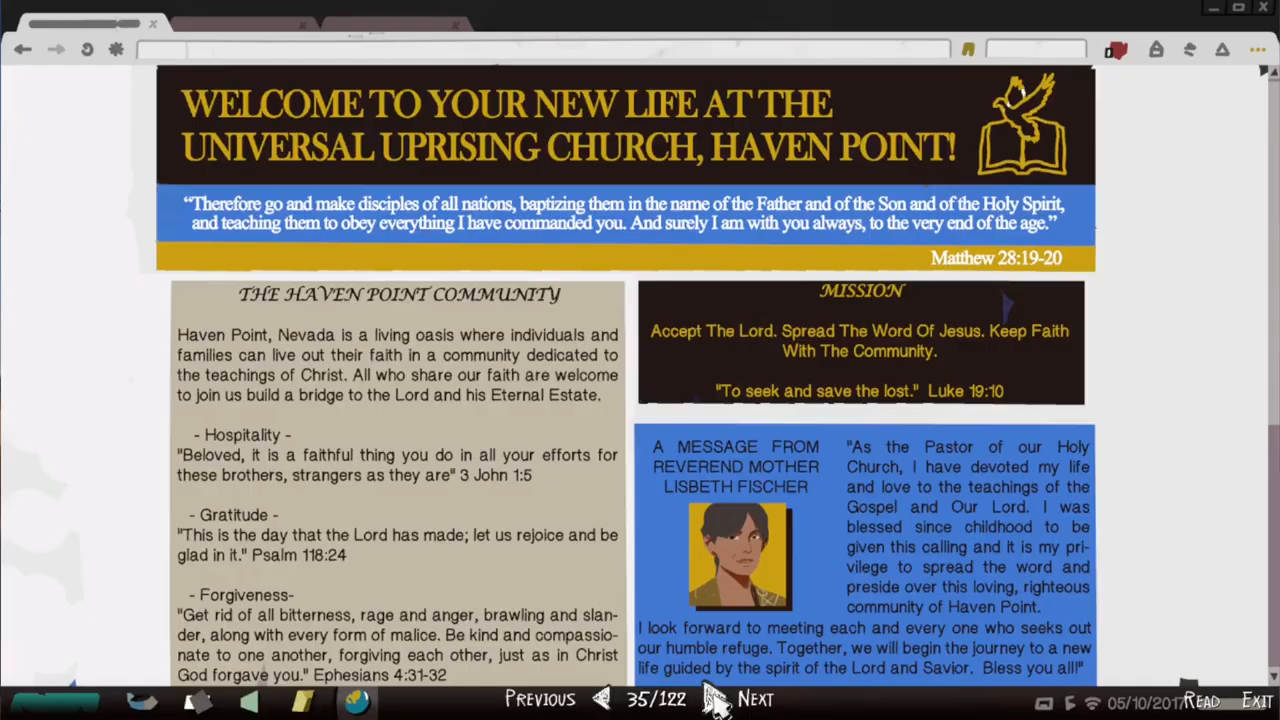 WELCOME TO YOUR NEW LIFE AT THE
UNIVERSAL UPRISING CHURCH, HAVEN POINT!
“Therefore go and make disciples of all nations, baptizing them in the name of the Father and of the Son and of the Holy Spirit,
and teaching them to obey everything I have commanded you. And surely I am with you always, to the very end of the age.”
Matthew 28:19-20
THE HAVEN POINT COMMUNITY
Haven Point, Nevada is a living oasis where individuals and
families can live out their faith in a community dedicated to
the teachings of Christ. All who share our faith are welcome
to join us build a bridge to the Lord and his Eternal Estate.
- Hospitality -
"Beloved, it is a faithful thing you do in all your efforts for
these brothers, strangers as they are" 3 John 1:5
- Gratitude -
"This is the day that the Lord has made; let us rejoice and be
glad in it." Psalm 118:24
- Forgiveness-
"Get rid of all bitterness, rage and anger, brawling and slan-
der, along with every form of malice. Be kind and compassio-
nate to one another, forgiving each other, just as in Christ
God forgave you." Ephesians 4:31-32
MISSION
Accept The Lord. Spread The Word Of Jesus. Keep Faith
With The Community.
"To seek and save the lost." Luke 19:10
A MESSAGE FROM
REVEREND MOTHER
LISBETH FISCHER
"As the Pastor of our Holy
Church, I have devoted my life
and love to the teachings of the
Gospel and Our Lord. I was
blessed since childhood to be
given this calling and it is my pri-
vilege to spread the word and
preside over this loving, righteous
community of Haven Point.
I look forward to meeting each and every one who seeks out
our humble refuge. Together, we will begin the journey to a new
life guided by the spirit of the Lord and Savior. Bless you all!"
PREVIOUS 35/122 NEXT
05/10/2017
READ EXIT